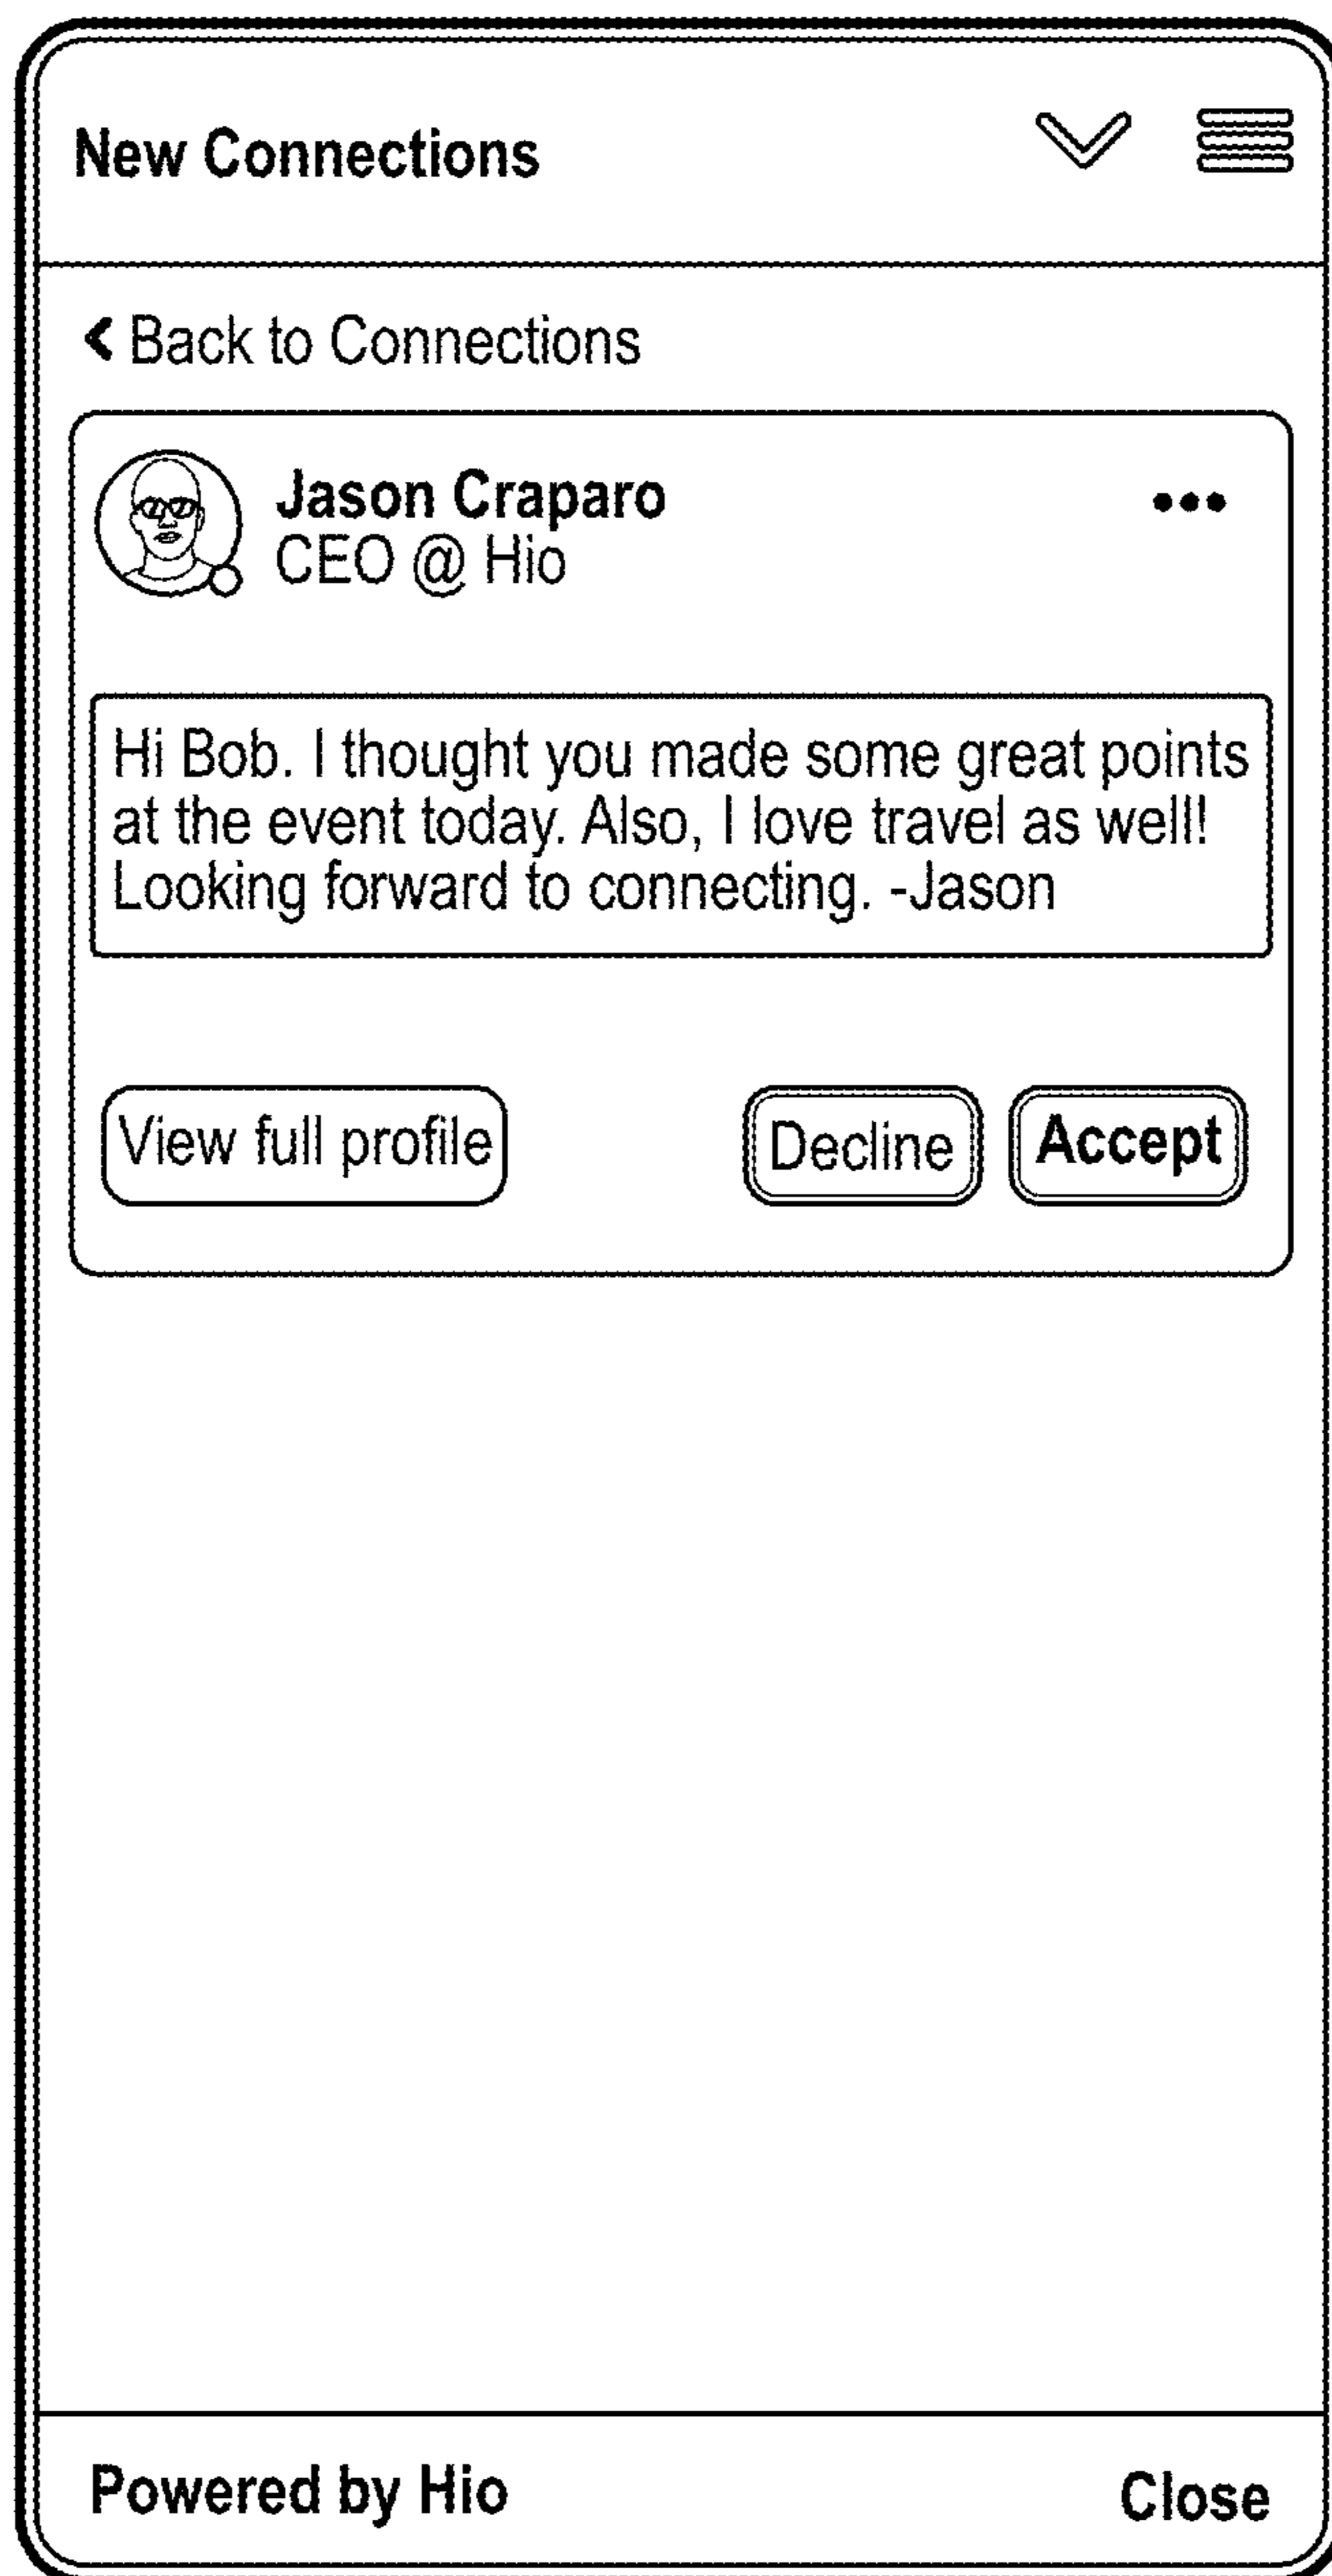 New Connections
Back to Connections
Jason Craparo
CEO @ Hio
Hi Bob. I thought you made some great points
at the event today. Also, I love travel as well!
Looking forward to connecting. -Jason
View full profile Decline Accept
Powered by Hio Close